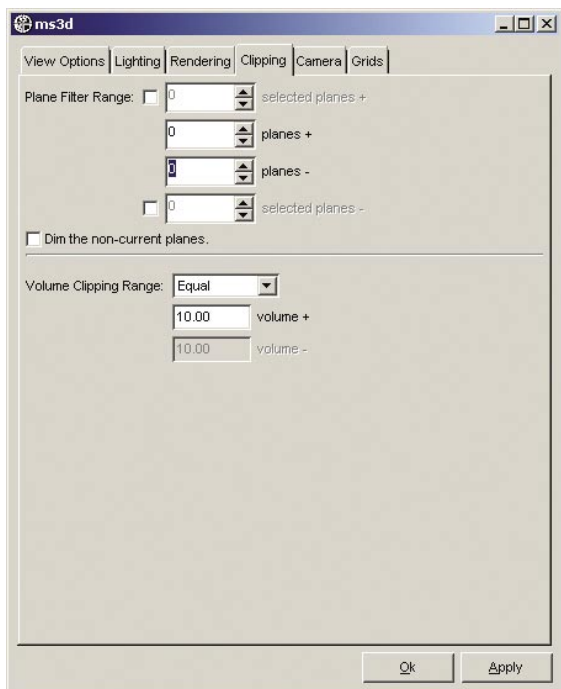 ms3d
View Options Lighting Rendering Clipping Camera Grids
Plane Filter Range: 0 selected planes +
0 planes +
0 planes -
0 selected planes -
Dim the non-current planes.
Volume Clipping Range: Equal
10.00 volume +
10.00 volume -
Ok Apply